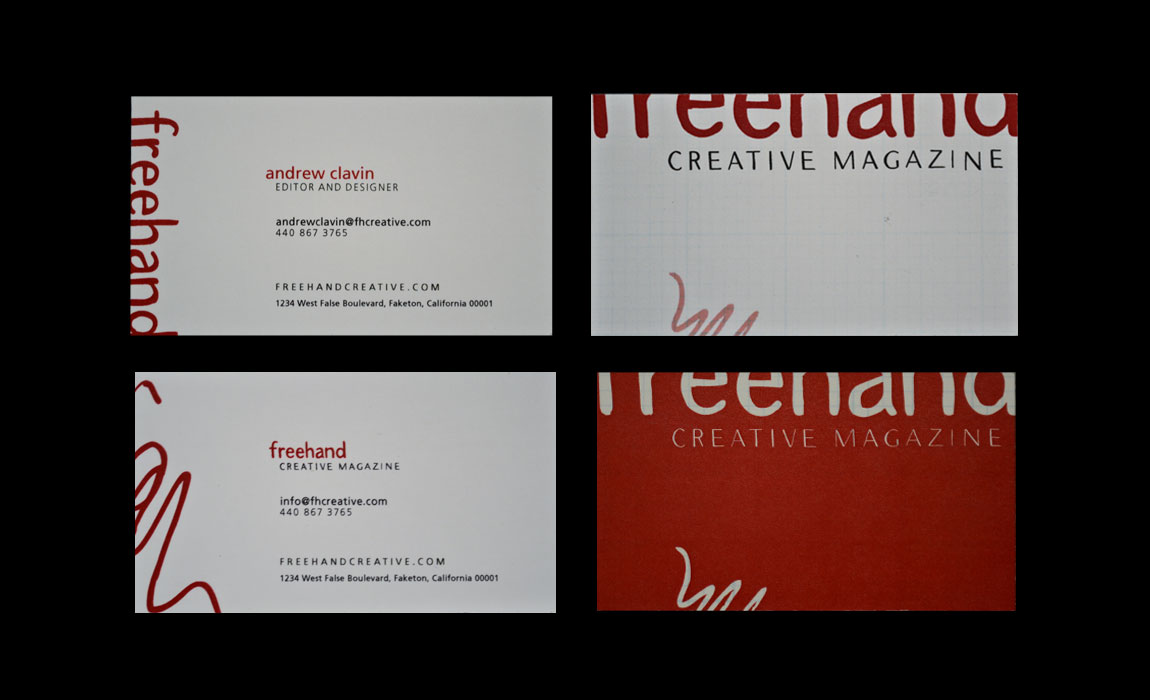 freehand
andrew clavin
EDITOR AND DESIGNER
andrewclavin@fhcreative.com
440 867 3765
FREEHANDCREATIVE.COM
1234 West False Boulevard, Faketon, California 00001
freehand
CREATIVE MAGAZINE
freehand
CREATIVE MAGAZINE
info@fhcreative.com
440 867 3765
FREEHANDCREATIVE.COM
1234 West False Boulevard, Faketon, California 00001
freehand
CREATIVE MAGAZINE